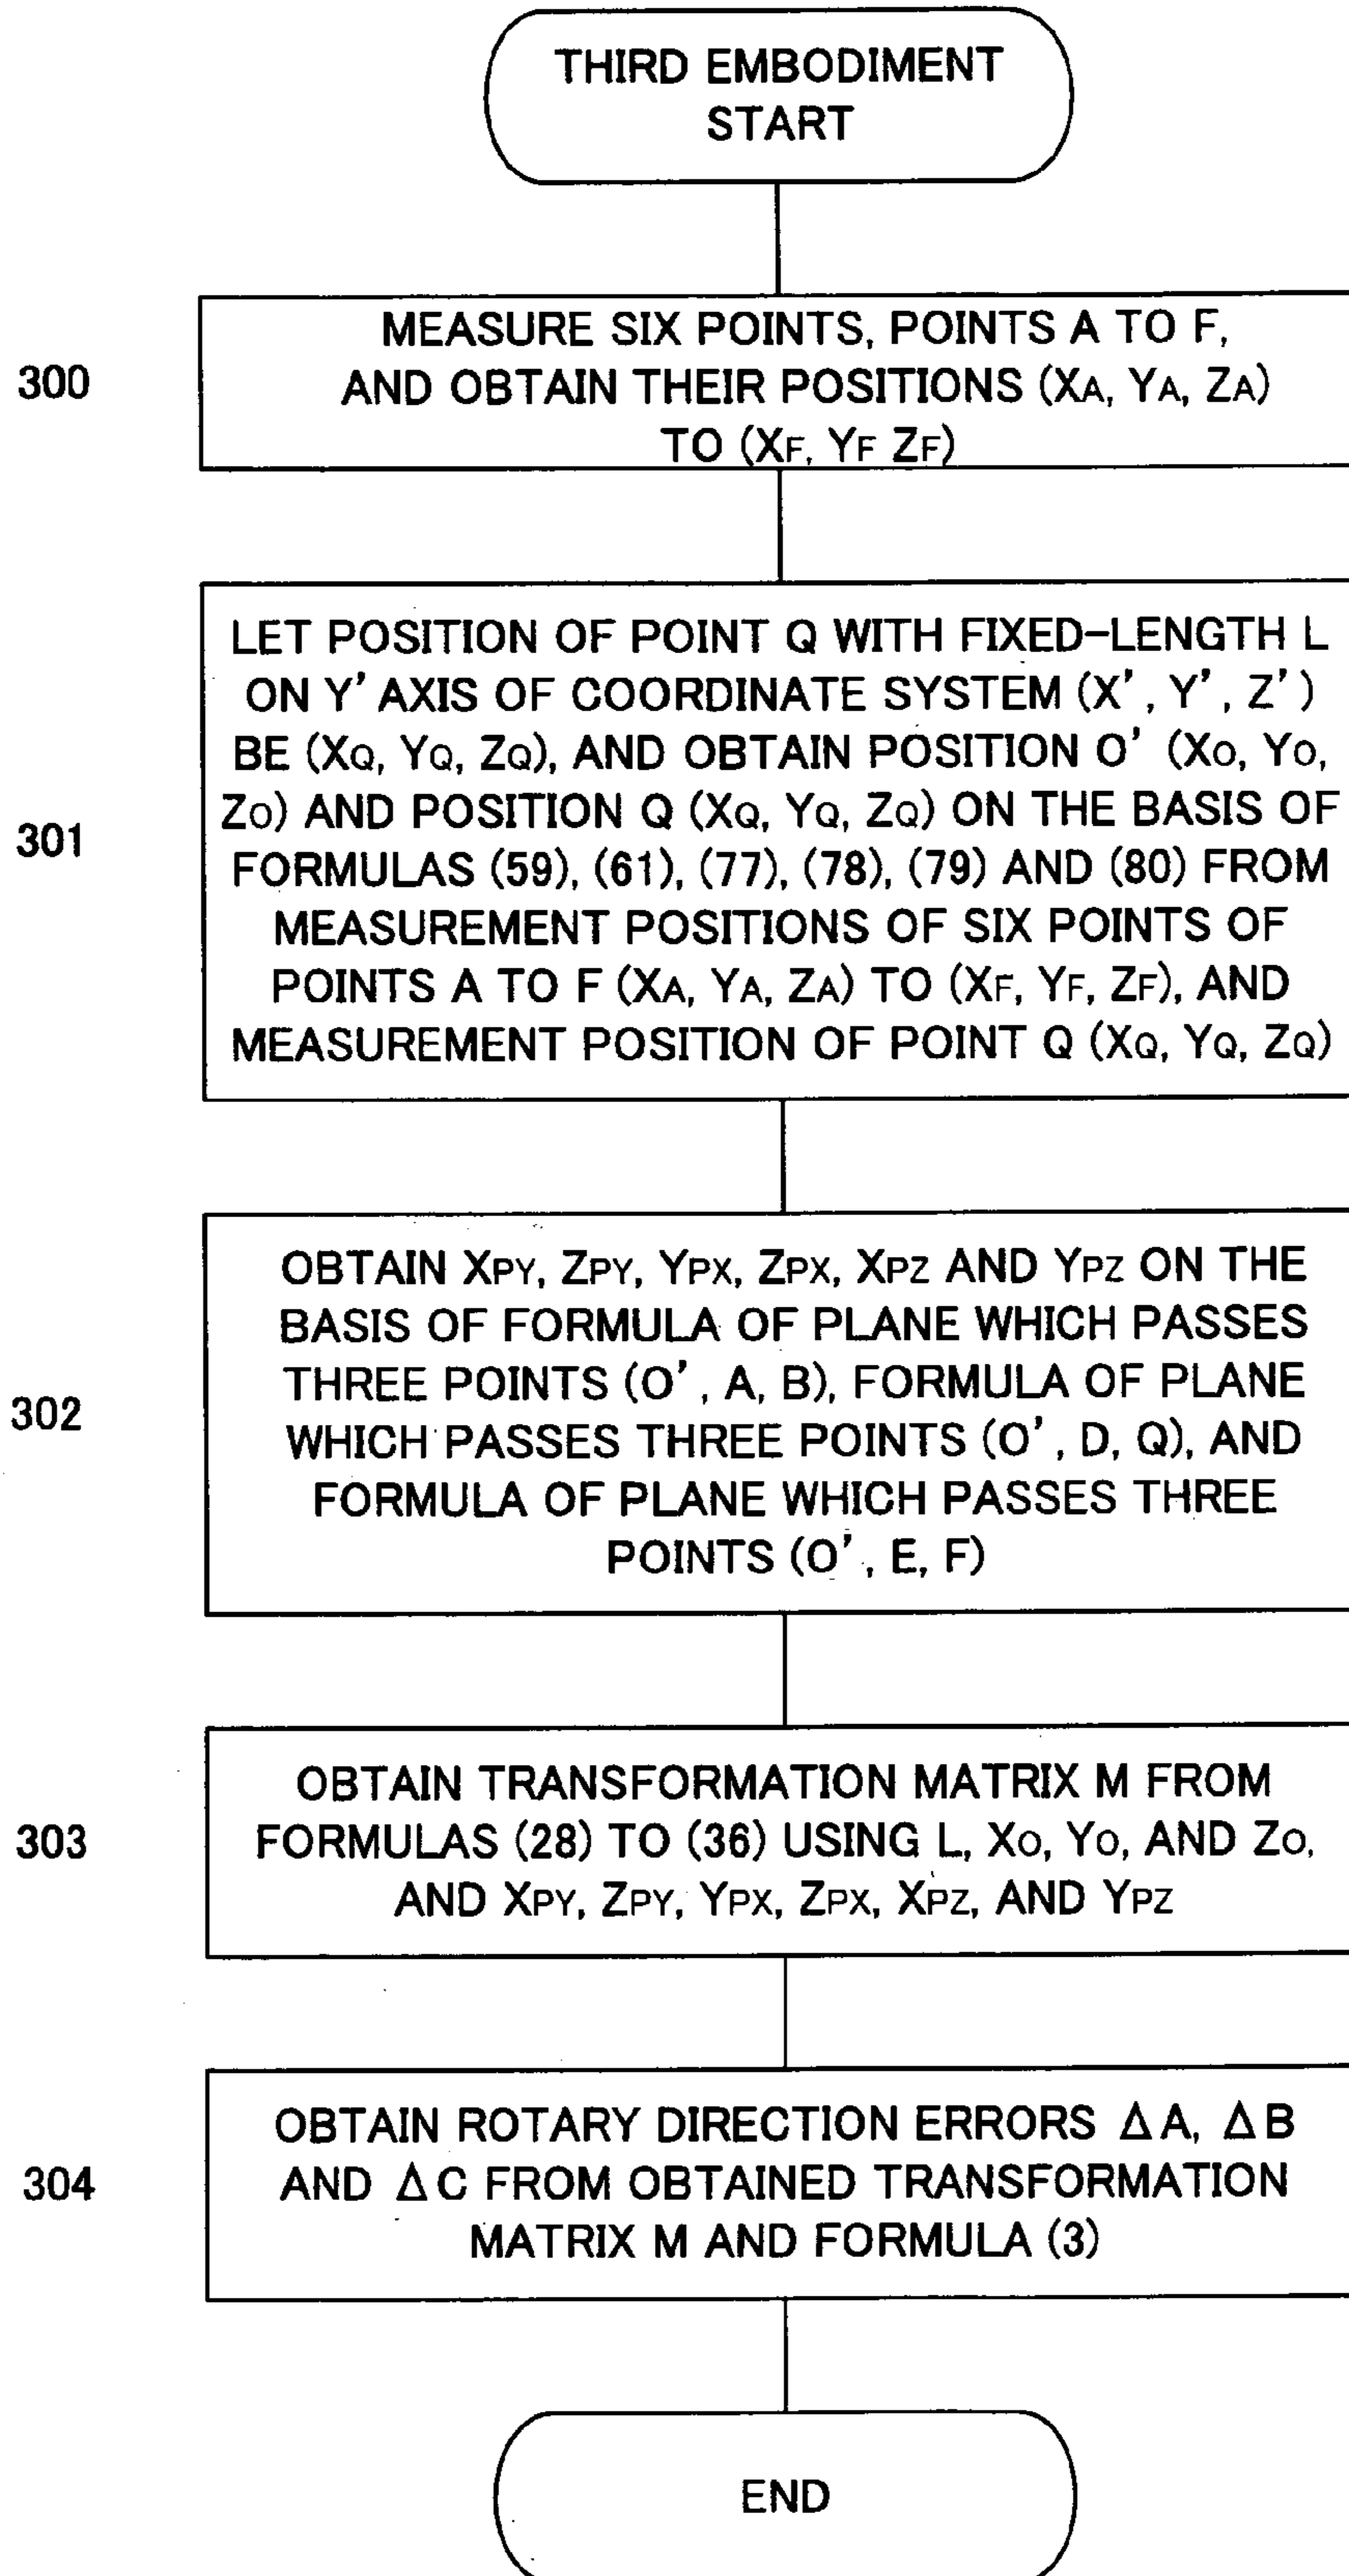 THIRD EMBODIMENT
START
300
MEASURE SIX POINTS, POINTS A TO F,
AND OBTAIN THEIR POSITIONS (XA, YA, ZA)
TO (XF, YF ZF)
301
LET POSITION OF POINT Q WITH FIXED-LENGTH L
ON Y' AXIS OF COORDINATE SYSTEM (X', Y', Z')
BE (XQ, YQ, ZQ), AND OBTAIN POSITION O' (XO, YO,
ZO) AND POSITION Q (XQ, YQ, ZQ) ON THE BASIS OF
FORMULAS (59), (61), (77), (78), (79) AND (80) FROM
MEASUREMENT POSITIONS OF SIX POINTS OF
POINTS A TO F (XA, YA, ZA) TO (XF, YF, ZF), AND
MEASUREMENT POSITION OF POINT Q (XQ, YQ, ZQ)
302
OBTAIN XPY, ZPY, YPX, ZPX, XPZ AND YPZ ON THE
BASIS OF FORMULA OF PLANE WHICH PASSES
THREE POINTS (O', A, B), FORMULA OF PLANE
WHICH PASSES THREE POINTS (O', D, Q), AND
FORMULA OF PLANE WHICH PASSES THREE
POINTS (O', E, F)
303
OBTAIN TRANSFORMATION MATRIX M FROM
FORMULAS (28) TO (36) USING L, XO, YO, AND ZO,
AND XPY, ZPY, YPX, ZPX, XPZ, AND YPZ
304
OBTAIN ROTARY DIRECTION ERRORS ΔA, ΔB
AND ΔC FROM OBTAINED TRANSFORMATION
MATRIX M AND FORMULA (3)
END